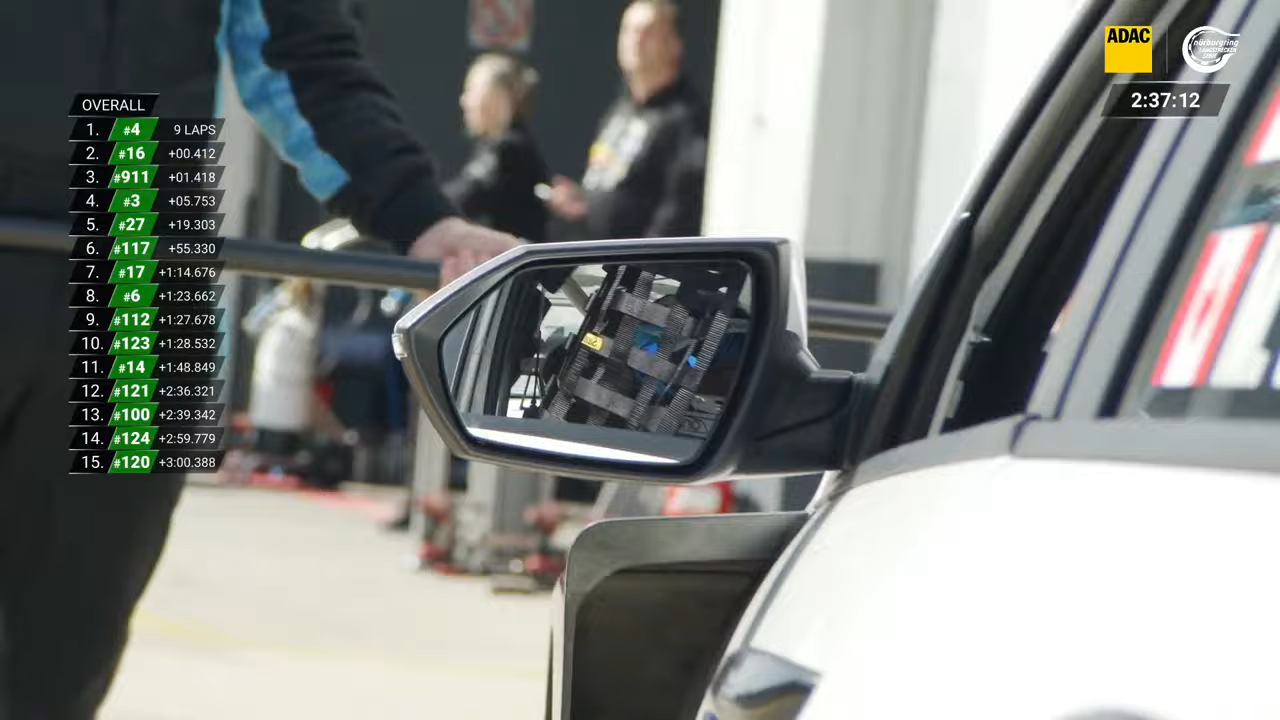 OVERALL
1. #4 9 LAPS
2. #16 +00.412
3. #911 +01.418
4. #3 +05.753
5. #27 +19.303
6. #117 +55.330
7. #17 +1:14.676
8. #6 +1:23.662
9. #112 +1:27.678
10. #123 +1:28.532
11. #14 +1:48.849
12. #121 +2:36.321
13. #100 +2:39.342
14. #124 +2:59.779
15. #120 +3:00.388
ADAC
nürburgring
LANGSTRECKEN
SERIE
2:37:12